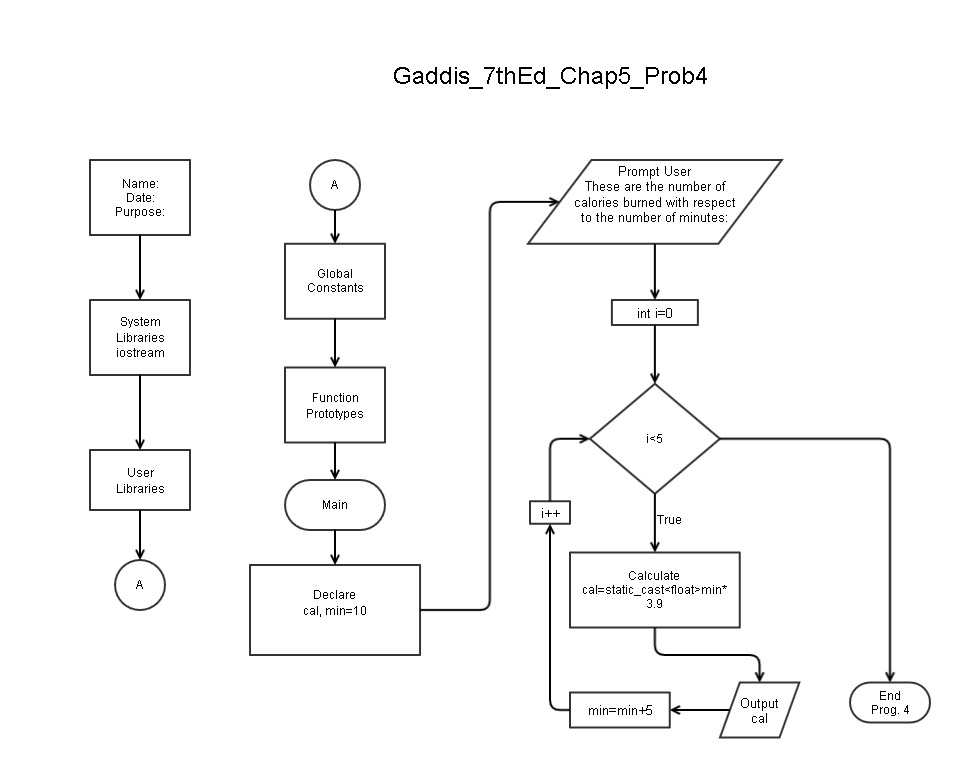 Gaddis_7thEd_Chap5_Prob4
Name:
Date:
Purpose:
System
Libraries
iostream
User
Libraries
A
A
Global
Constants
Function
Prototypes
Main
Declare
cal, min=10
Prompt User
These are the number of
calories burned with respect
to the number of minutes:
int i=0
i<5
True
Calculate
cal=static_cast<float>min*
3.9
Output
cal
min=min+5
i++
End
Prog. 4